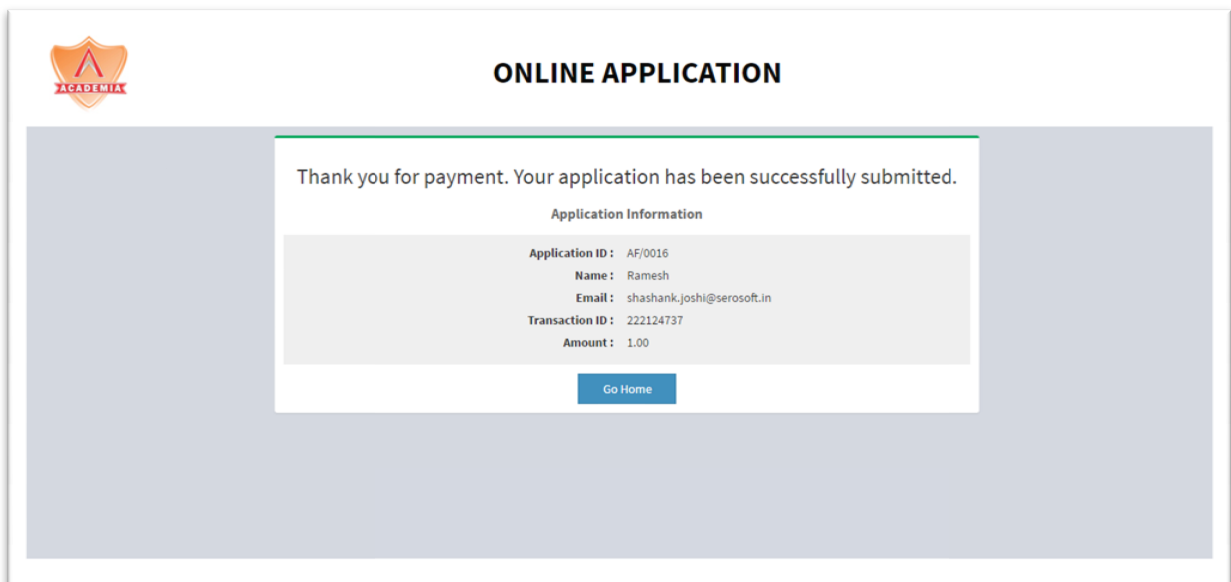 ACADEMIA
ONLINE APPLICATION
Thank you for payment. Your application has been successfully submitted.
Application Information
Application ID : AF/0016
Name : Ramesh
Email : shashank.joshi@serosoft.in
Transaction ID : 222124737
Amount : 1.00
Go Home